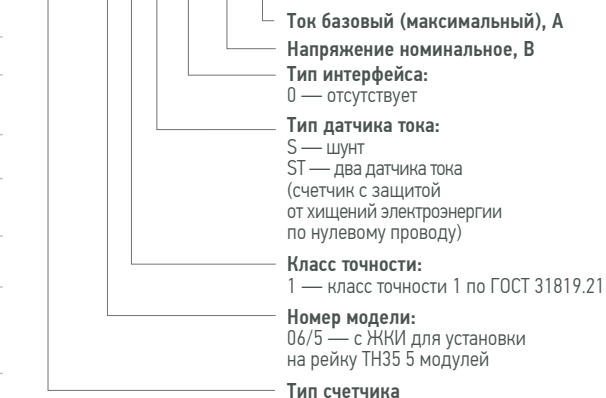 Ток базовый (максимальный), А
Напряжение номинальное, В
Тип интерфейса:
0 — отсутствует
Тип датчика тока:
S — шунт
ST — два датчика тока
(счетчик с защитой
от хищений электроэнергии
по нулевому проводу)
Класс точности:
1 — класс точности 1 по ГОСТ 31819.21
Номер модели:
06/5 — с ЖКИ для установки
на рейку ТН35 5 модулей
Тип счетчика